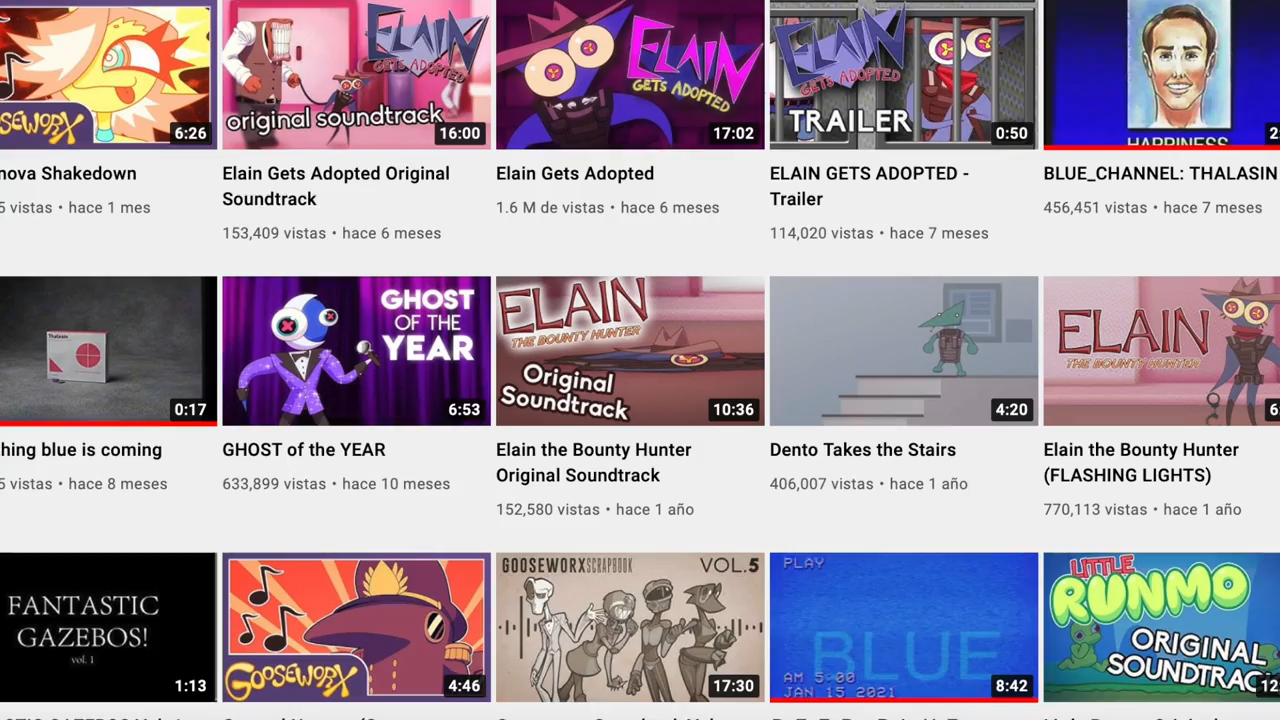 SEWORX
6:26
ELAIN
GETS ADOPTED
original soundtrack
16:00
ELAIN
GETS ADOPTED
17:02
ELAIN
GETS ADOPTED
TRAILER
0:50
HAPPINESS
nova Shakedown
5 vistas • hace 1 mes
Elain Gets Adopted Original
Soundtrack
153,409 vistas • hace 6 meses
Elain Gets Adopted
1.6 M de vistas • hace 6 meses
ELAIN GETS ADOPTED -
Trailer
114,020 vistas • hace 7 meses
BLUE_CHANNEL: THALASIN
456,451 vistas • hace 7 meses
Thalasin
0:17
GHOST
OF THE
YEAR
6:53
ELAIN
THE BOUNTY HUNTER
Original
Soundtrack
10:36
4:20
ELAIN
THE BOUNTY HUNTER
hing blue is coming
5 vistas • hace 8 meses
GHOST of the YEAR
633,899 vistas • hace 10 meses
Elain the Bounty Hunter
Original Soundtrack
152,580 vistas • hace 1 año
Dento Takes the Stairs
406,007 vistas • hace 1 año
Elain the Bounty Hunter
(FLASHING LIGHTS)
770,113 vistas • hace 1 año
FANTASTIC
GAZEBOS!
vol. 1
1:13
GOOSEWORX
4:46
GOOSEWORXSCRAPBOOK
VOL.5
17:30
PLAY
BLUE
AM 5:00
JAN 15 2021
8:42
LITTLE
RUNMO
ORIGINAL
SOUNDTRAC
12